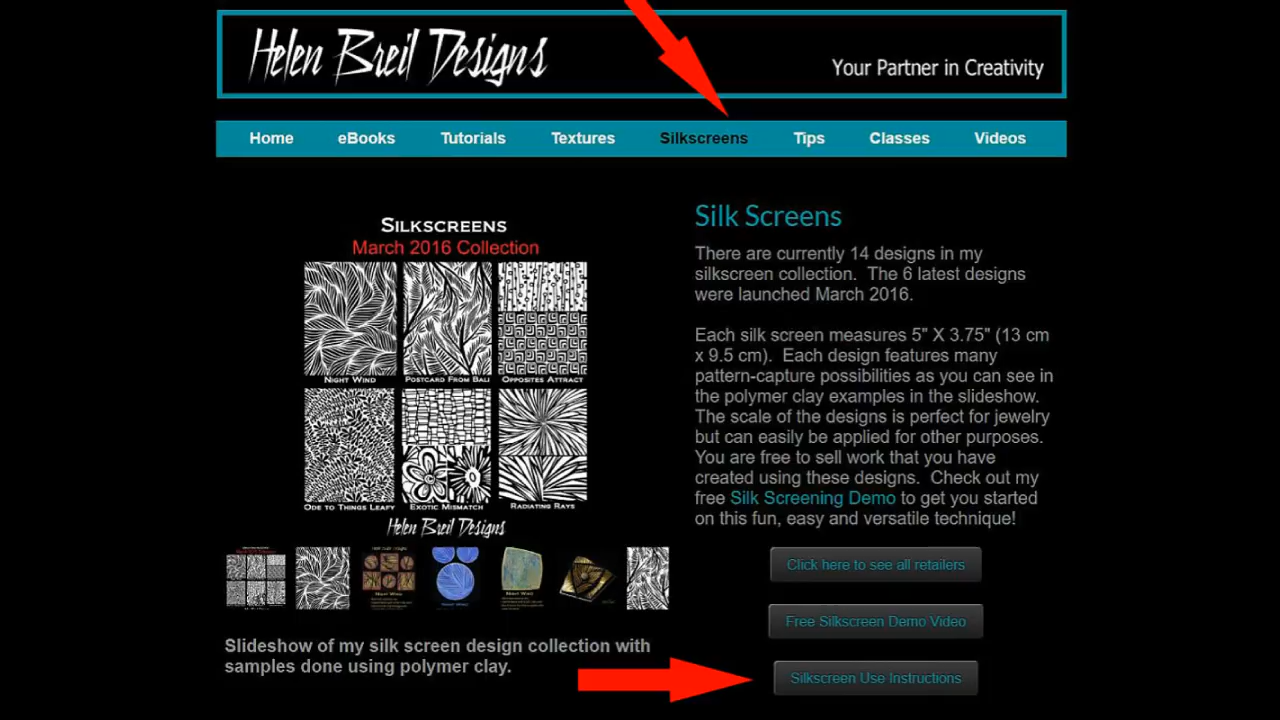 Helen Breil Designs
Your Partner in Creativity
Home eBooks Tutorials Textures Silkscreens Tips Classes Videos
SILKSCREENS
March 2016 Collection
NIGHT WIND POSTCARD FROM BALI OPPOSITES ATTRACT
ODE TO THINGS LEAFY EXOTIC MISMATCH RADIATING RAYS
Helen Breil Designs
Slideshow of my silk screen design collection with
samples done using polymer clay.
Silk Screens
There are currently 14 designs in my
silkscreen collection. The 6 latest designs
were launched March 2016.
Each silk screen measures 5" X 3.75" (13 cm
x 9.5 cm). Each design features many
pattern-capture possibilities as you can see in
the polymer clay examples in the slideshow.
The scale of the designs is perfect for jewelry
but can easily be applied for other purposes.
You are free to sell work that you have
created using these designs. Check out my
free Silk Screening Demo to get you started
on this fun, easy and versatile technique!
Click here to see all retailers
Free Silkscreen Demo Video
Silkscreen Use Instructions